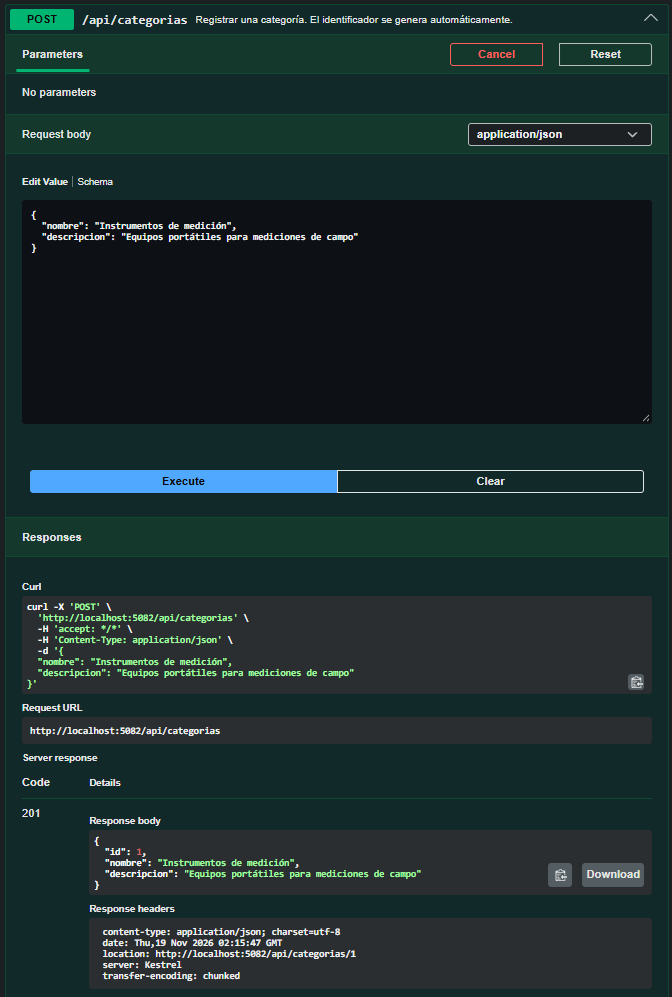 POST /api/categorias Registrar una categoría. El identificador se genera automáticamente.
Parameters Cancel Reset
No parameters
Request body application/json
Edit Value | Schema
{
"nombre": "Instrumentos de medición",
"descripcion": "Equipos portátiles para mediciones de campo"
}
Execute Clear
Responses
Curl
curl -X 'POST' \
'http://localhost:5082/api/categorias' \
-H 'accept: */*' \
-H 'Content-Type: application/json' \
-d '{
"nombre": "Instrumentos de medición",
"descripcion": "Equipos portátiles para mediciones de campo"
}'
Request URL
http://localhost:5082/api/categorias
Server response
Code Details
201
Response body
{
"id": 1,
"nombre": "Instrumentos de medición",
"descripcion": "Equipos portátiles para mediciones de campo"
}
Download
Response headers
content-type: application/json; charset=utf-8
date: Thu,19 Nov 2026 02:15:47 GMT
location: http://localhost:5082/api/categorias/1
server: Kestrel
transfer-encoding: chunked